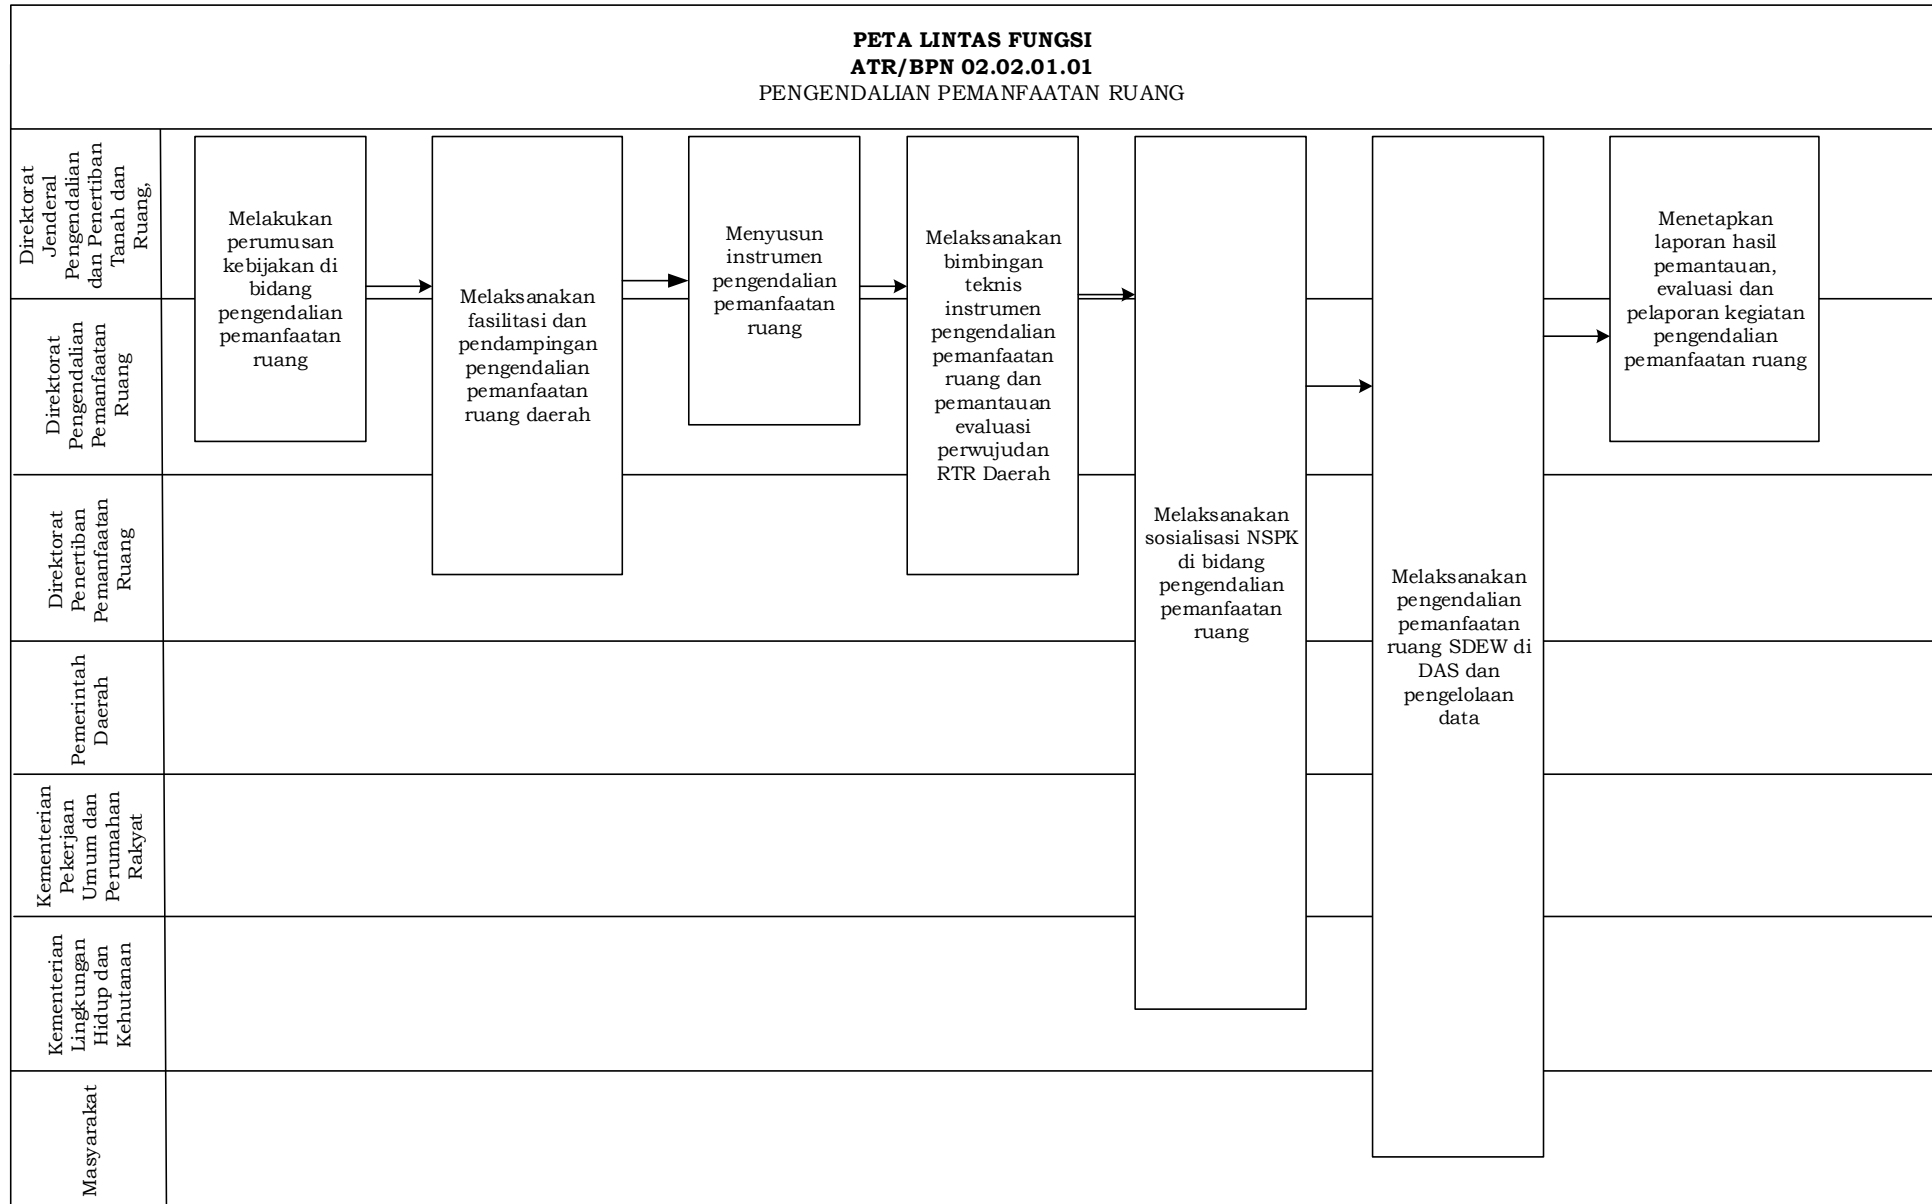 PETA LINTAS FUNGSI
ATR/BPN 02.02.01.01
PENGENDALIAN PEMANFAATAN RUANG
Direktorat
Jenderal
Pengendalian
dan Penertiban
Tanah dan
Ruang,
Direktorat
Pengendalian
Pemanfaatan
Ruang
Direktorat
Penertiban
Pemanfaatan
Ruang
Pemerintah
Daerah
Kementerian
Pekerjaan
Umum dan
Perumahan
Rakyat
Kementerian
Lingkungan
Hidup dan
Kehutanan
Masyarakat
Melakukan
perumusan
kebijakan di
bidang
pengendalian
pemanfaatan
ruang
Melaksanakan
fasilitasi dan
pendampingan
pengendalian
pemanfaatan
ruang daerah
Menyusun
instrumen
pengendalian
pemanfaatan
ruang
Melaksanakan
bimbingan
teknis
instrumen
pengendalian
pemanfaatan
ruang dan
pemantauan
evaluasi
perwujudan
RTR Daerah
Melaksanakan
sosialisasi NSPK
di bidang
pengendalian
pemanfaatan
ruang
Melaksanakan
pengendalian
pemanfaatan
ruang SDEW di
DAS dan
pengelolaan
data
Menetapkan
laporan hasil
pemantauan,
evaluasi dan
pelaporan kegiatan
pengendalian
pemanfaatan ruang